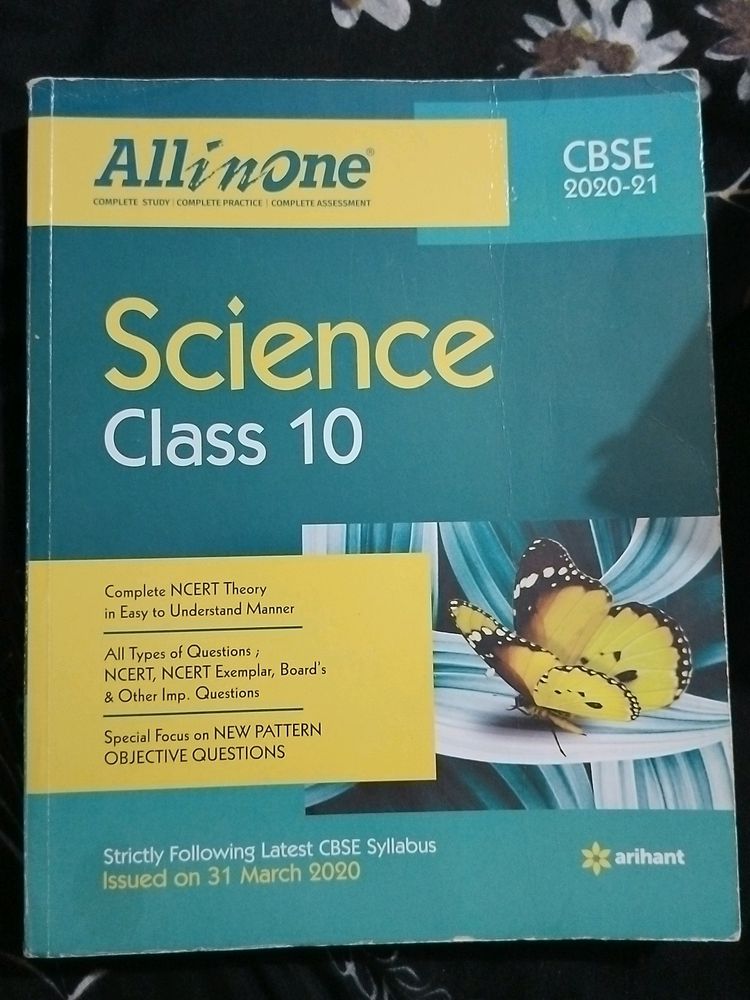 All in One®
COMPLETE STUDY | COMPLETE PRACTICE | COMPLETE ASSESSMENT
CBSE
2020-21
Science
Class 10
Complete NCERT Theory
in Easy to Understand Manner
All Types of Questions ;
NCERT, NCERT Exemplar, Board's
& Other Imp. Questions
Special Focus on NEW PATTERN
OBJECTIVE QUESTIONS
Strictly Following Latest CBSE Syllabus
Issued on 31 March 2020
arihant